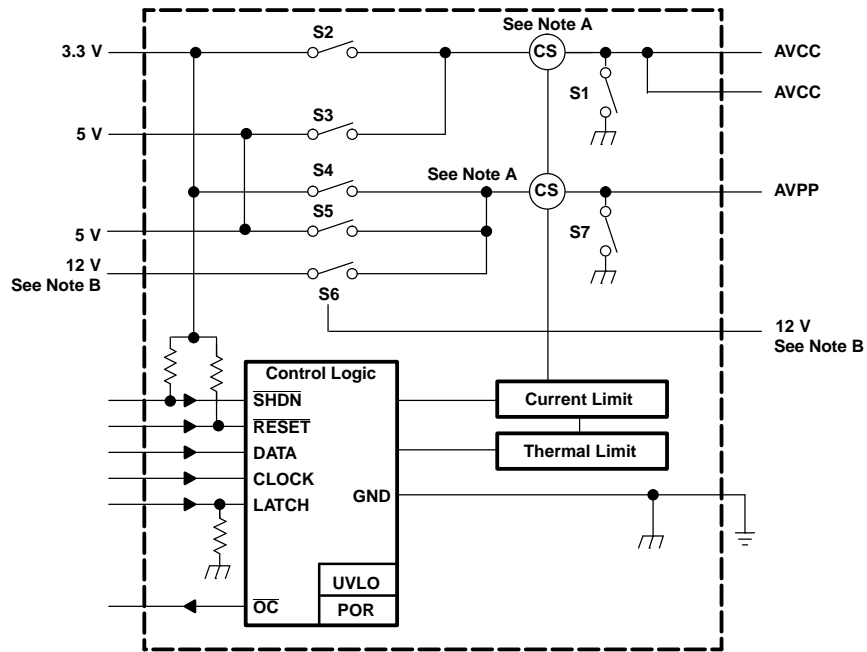 See Note A
S2
3.3 V
CS
AVCC
S1
AVCC
S3
5 V
S4
See Note A
CS
AVPP
S5
5 V
S7
12 V
See Note B
S6
12 V
See Note B
Control Logic
SHDN
Current Limit
RESET
DATA
Thermal Limit
CLOCK
GND
LATCH
UVLO
OC
POR